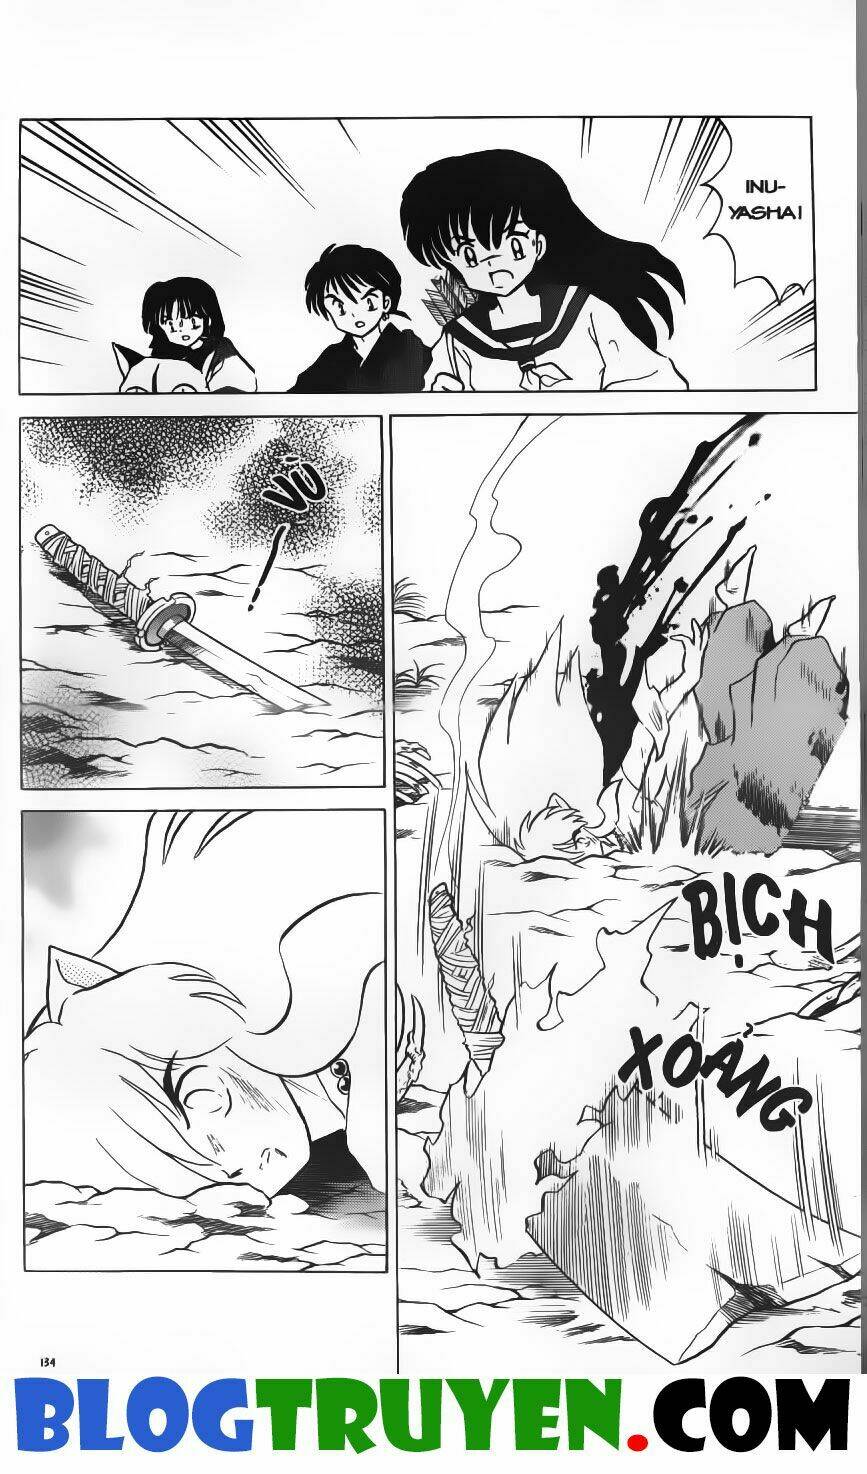 INU-
YASHA!
VÙ
BỊCH
XOẢNG
134
BLOGTRUYEN.COM